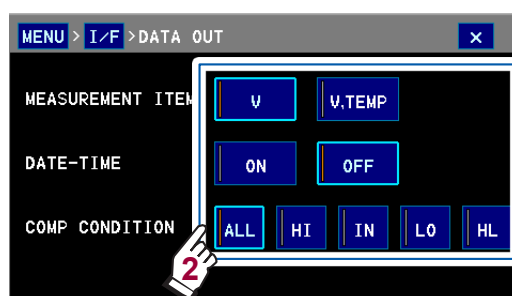 MENU > I/F >DATA OUT ×
MEASUREMENT ITEM V V,TEMP
DATE-TIME ON OFF
COMP CONDITION ALL HI IN LO HL
2